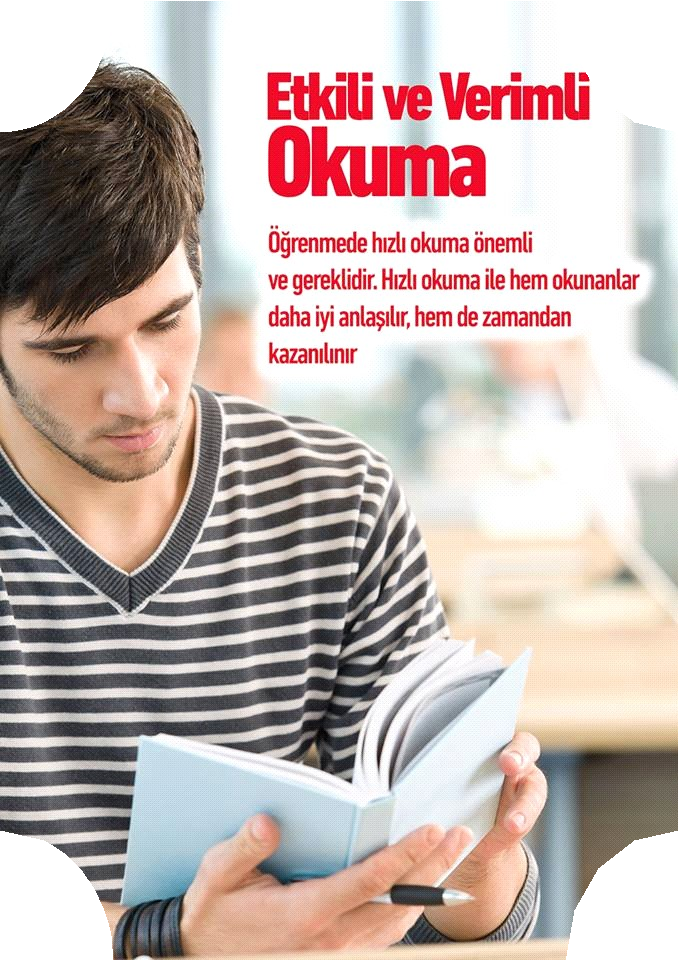 Etkili ve Verimli
Okuma
Öğrenmede hızlı okuma önemli
ve gereklidir. Hızlı okuma ile hem okunanlar
daha iyi anlaşılır, hem de zamandan
kazanılınır